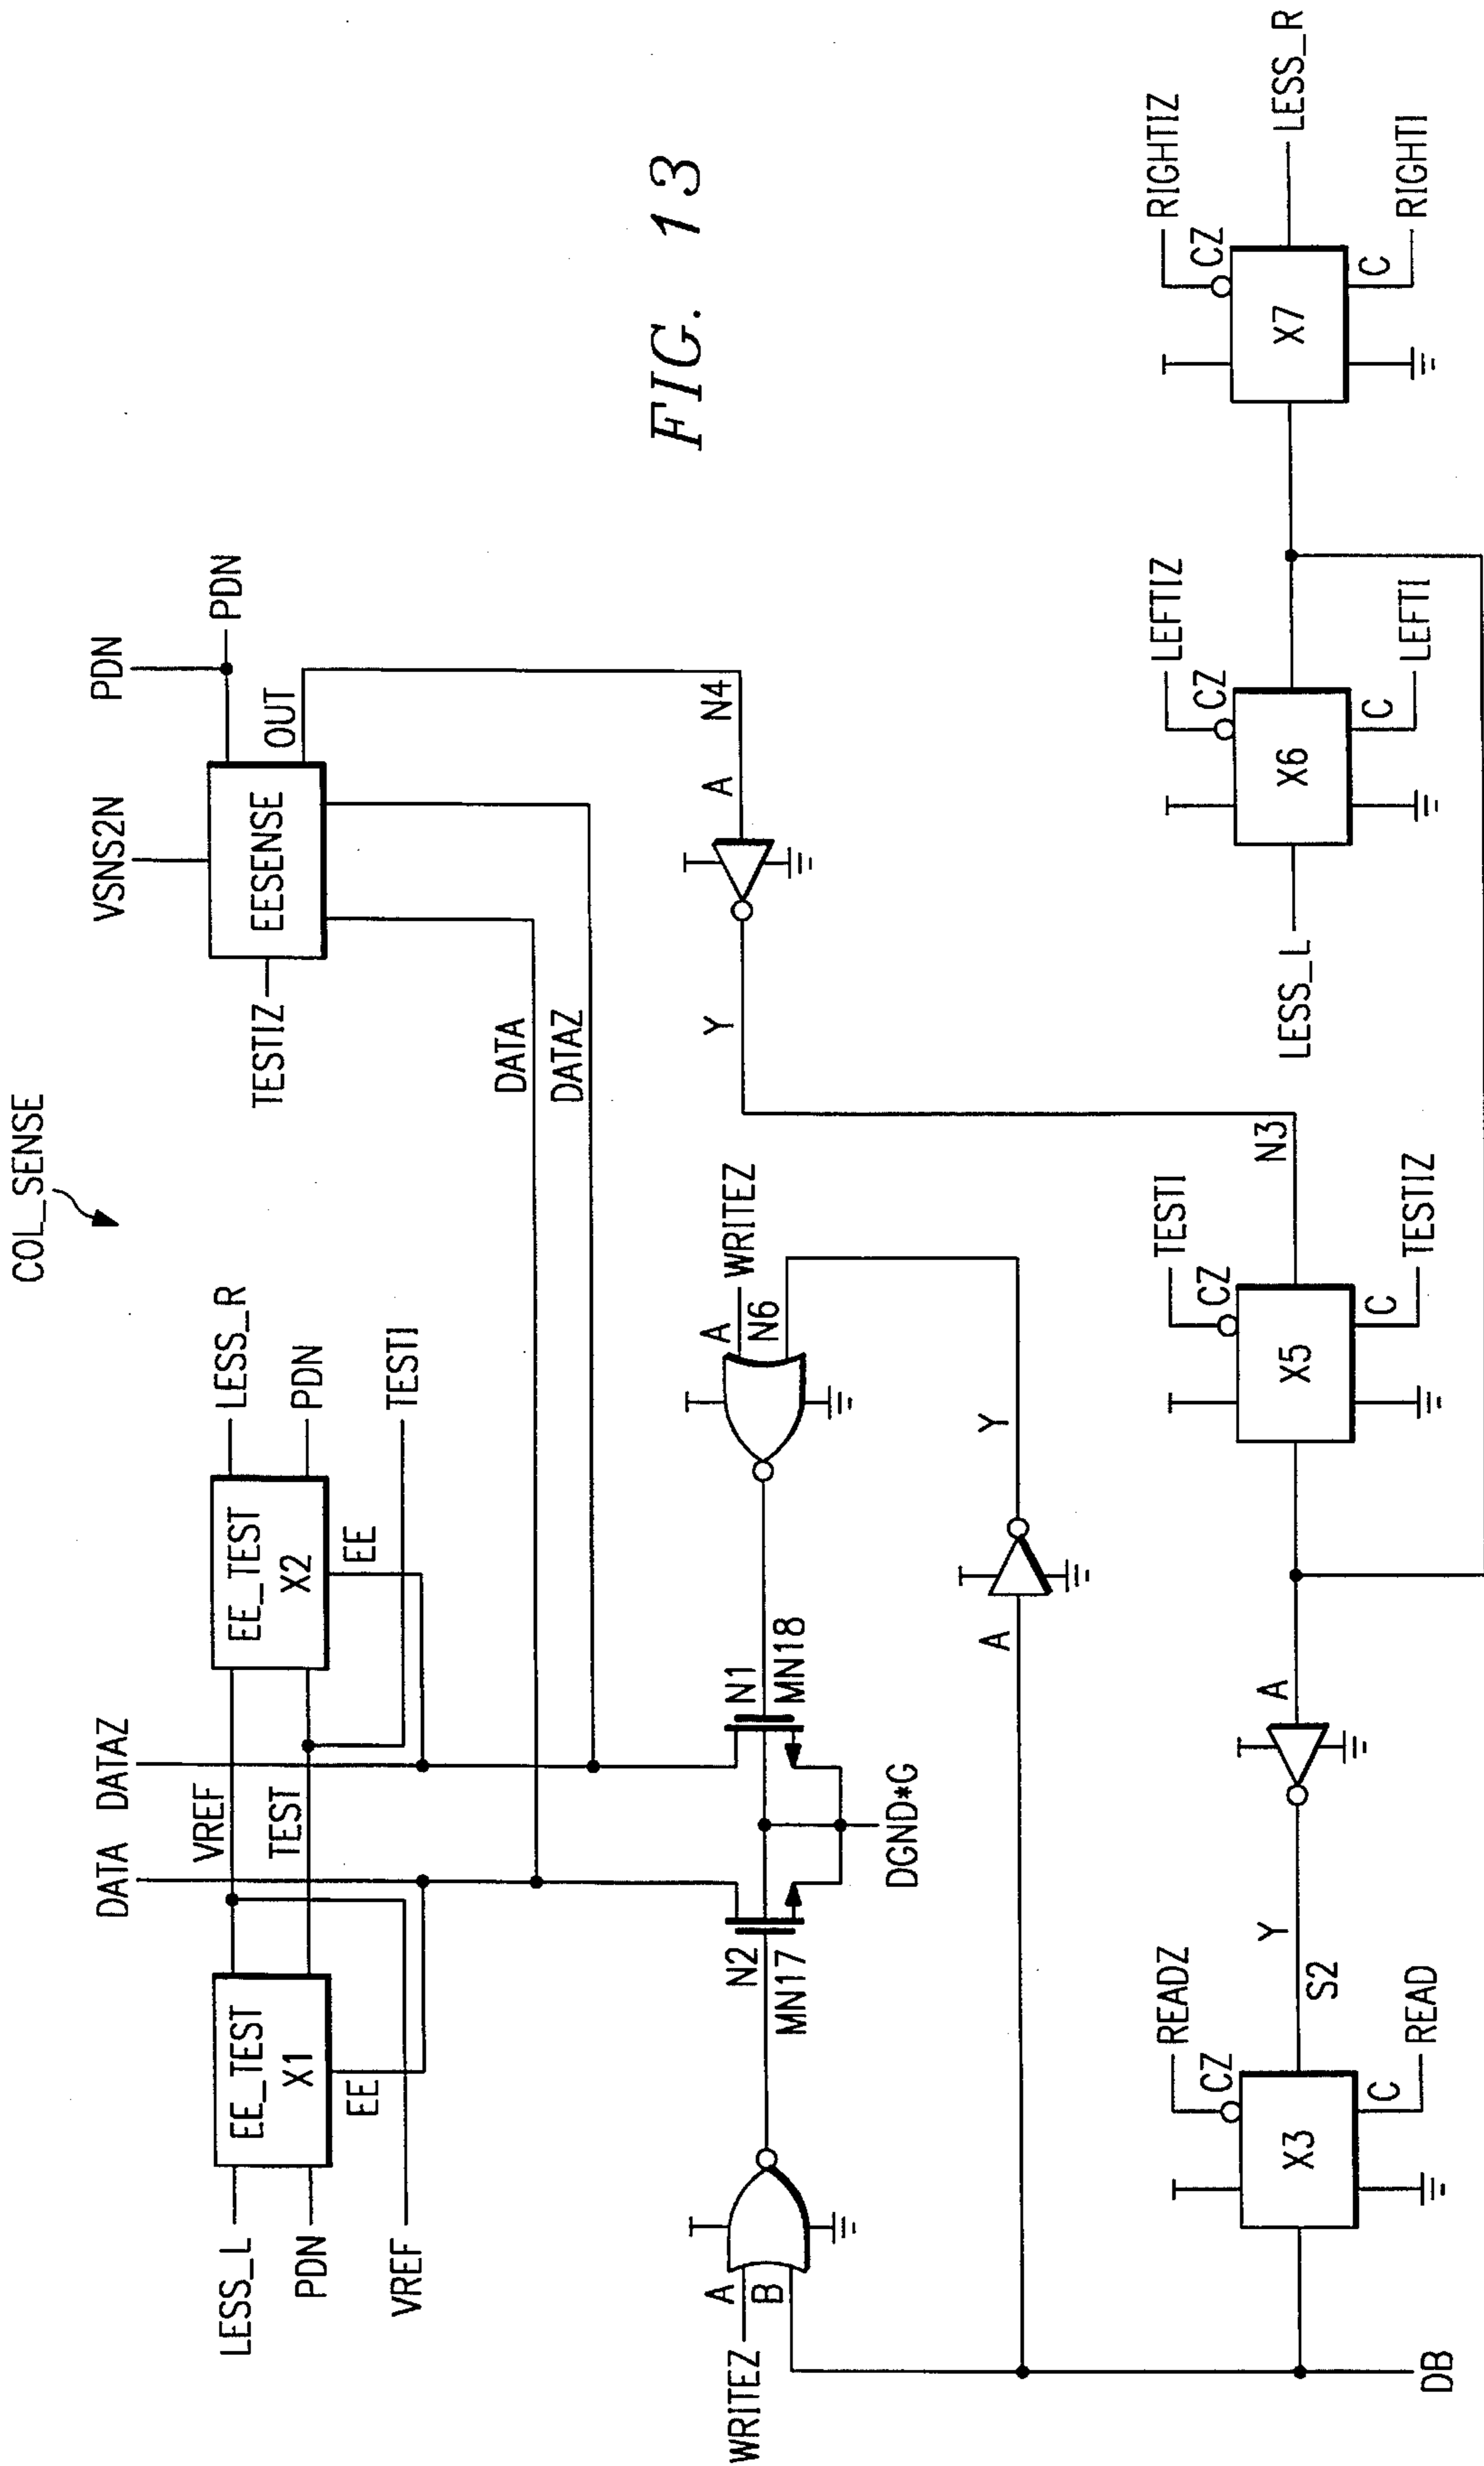 COL_SENSE
FIG. 13
DATA
DATAZ
LESS_L
PDN
VREF
EE_TEST
X1
EE
VREF
TEST
EE_TEST
X2
EE
LESS_R
PDN
TESTI
VSNS2N
PDN
PDN
TESTIZ
EESENSE
OUT
DATA
DATAZ
WRITEZ
A
B
N2
MN17
N1
MN18
DGND*G
A
WRITEZ
N6
A
Y
Y
A
N4
N3
DB
X3
READZ
CZ
C
READ
S2
Y
A
X5
TESTI
CZ
C
TESTIZ
LESS_L
X6
LEFTIZ
CZ
C
LEFTI
X7
RIGHTIZ
CZ
C
RIGHTI
LESS_R